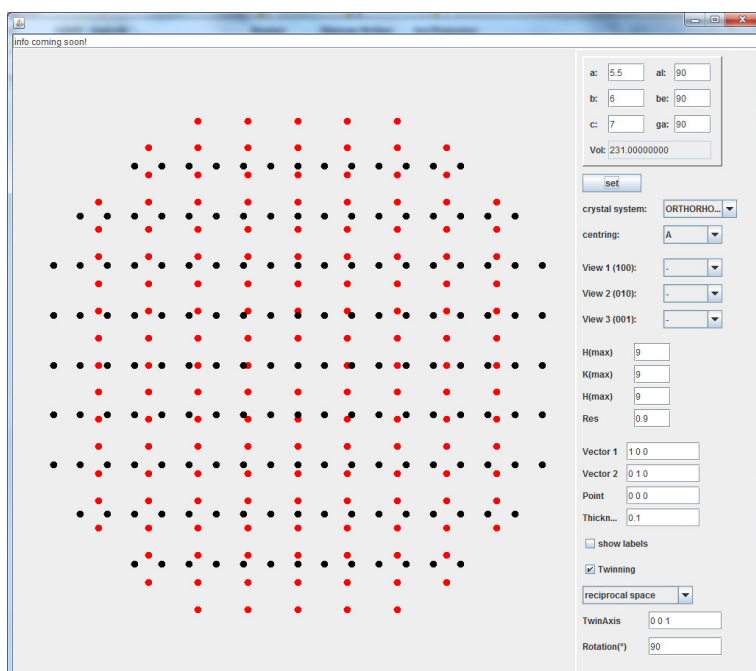 info coming soon!
a: 5.5 al: 90
b: 6 be: 90
c: 7 ga: 90
Vol: 231.00000000
set
crystal system: ORTHORHO...
centring: A
View 1 (100): -
View 2 (010): -
View 3 (001): -
H(max) 9
K(max) 9
H(max) 9
Res 0.9
Vector 1 1 0 0
Vector 2 0 1 0
Point 0 0 0
Thickn... 0.1
show labels
Twinning
reciprocal space
TwinAxis 0 0 1
Rotation(°) 90